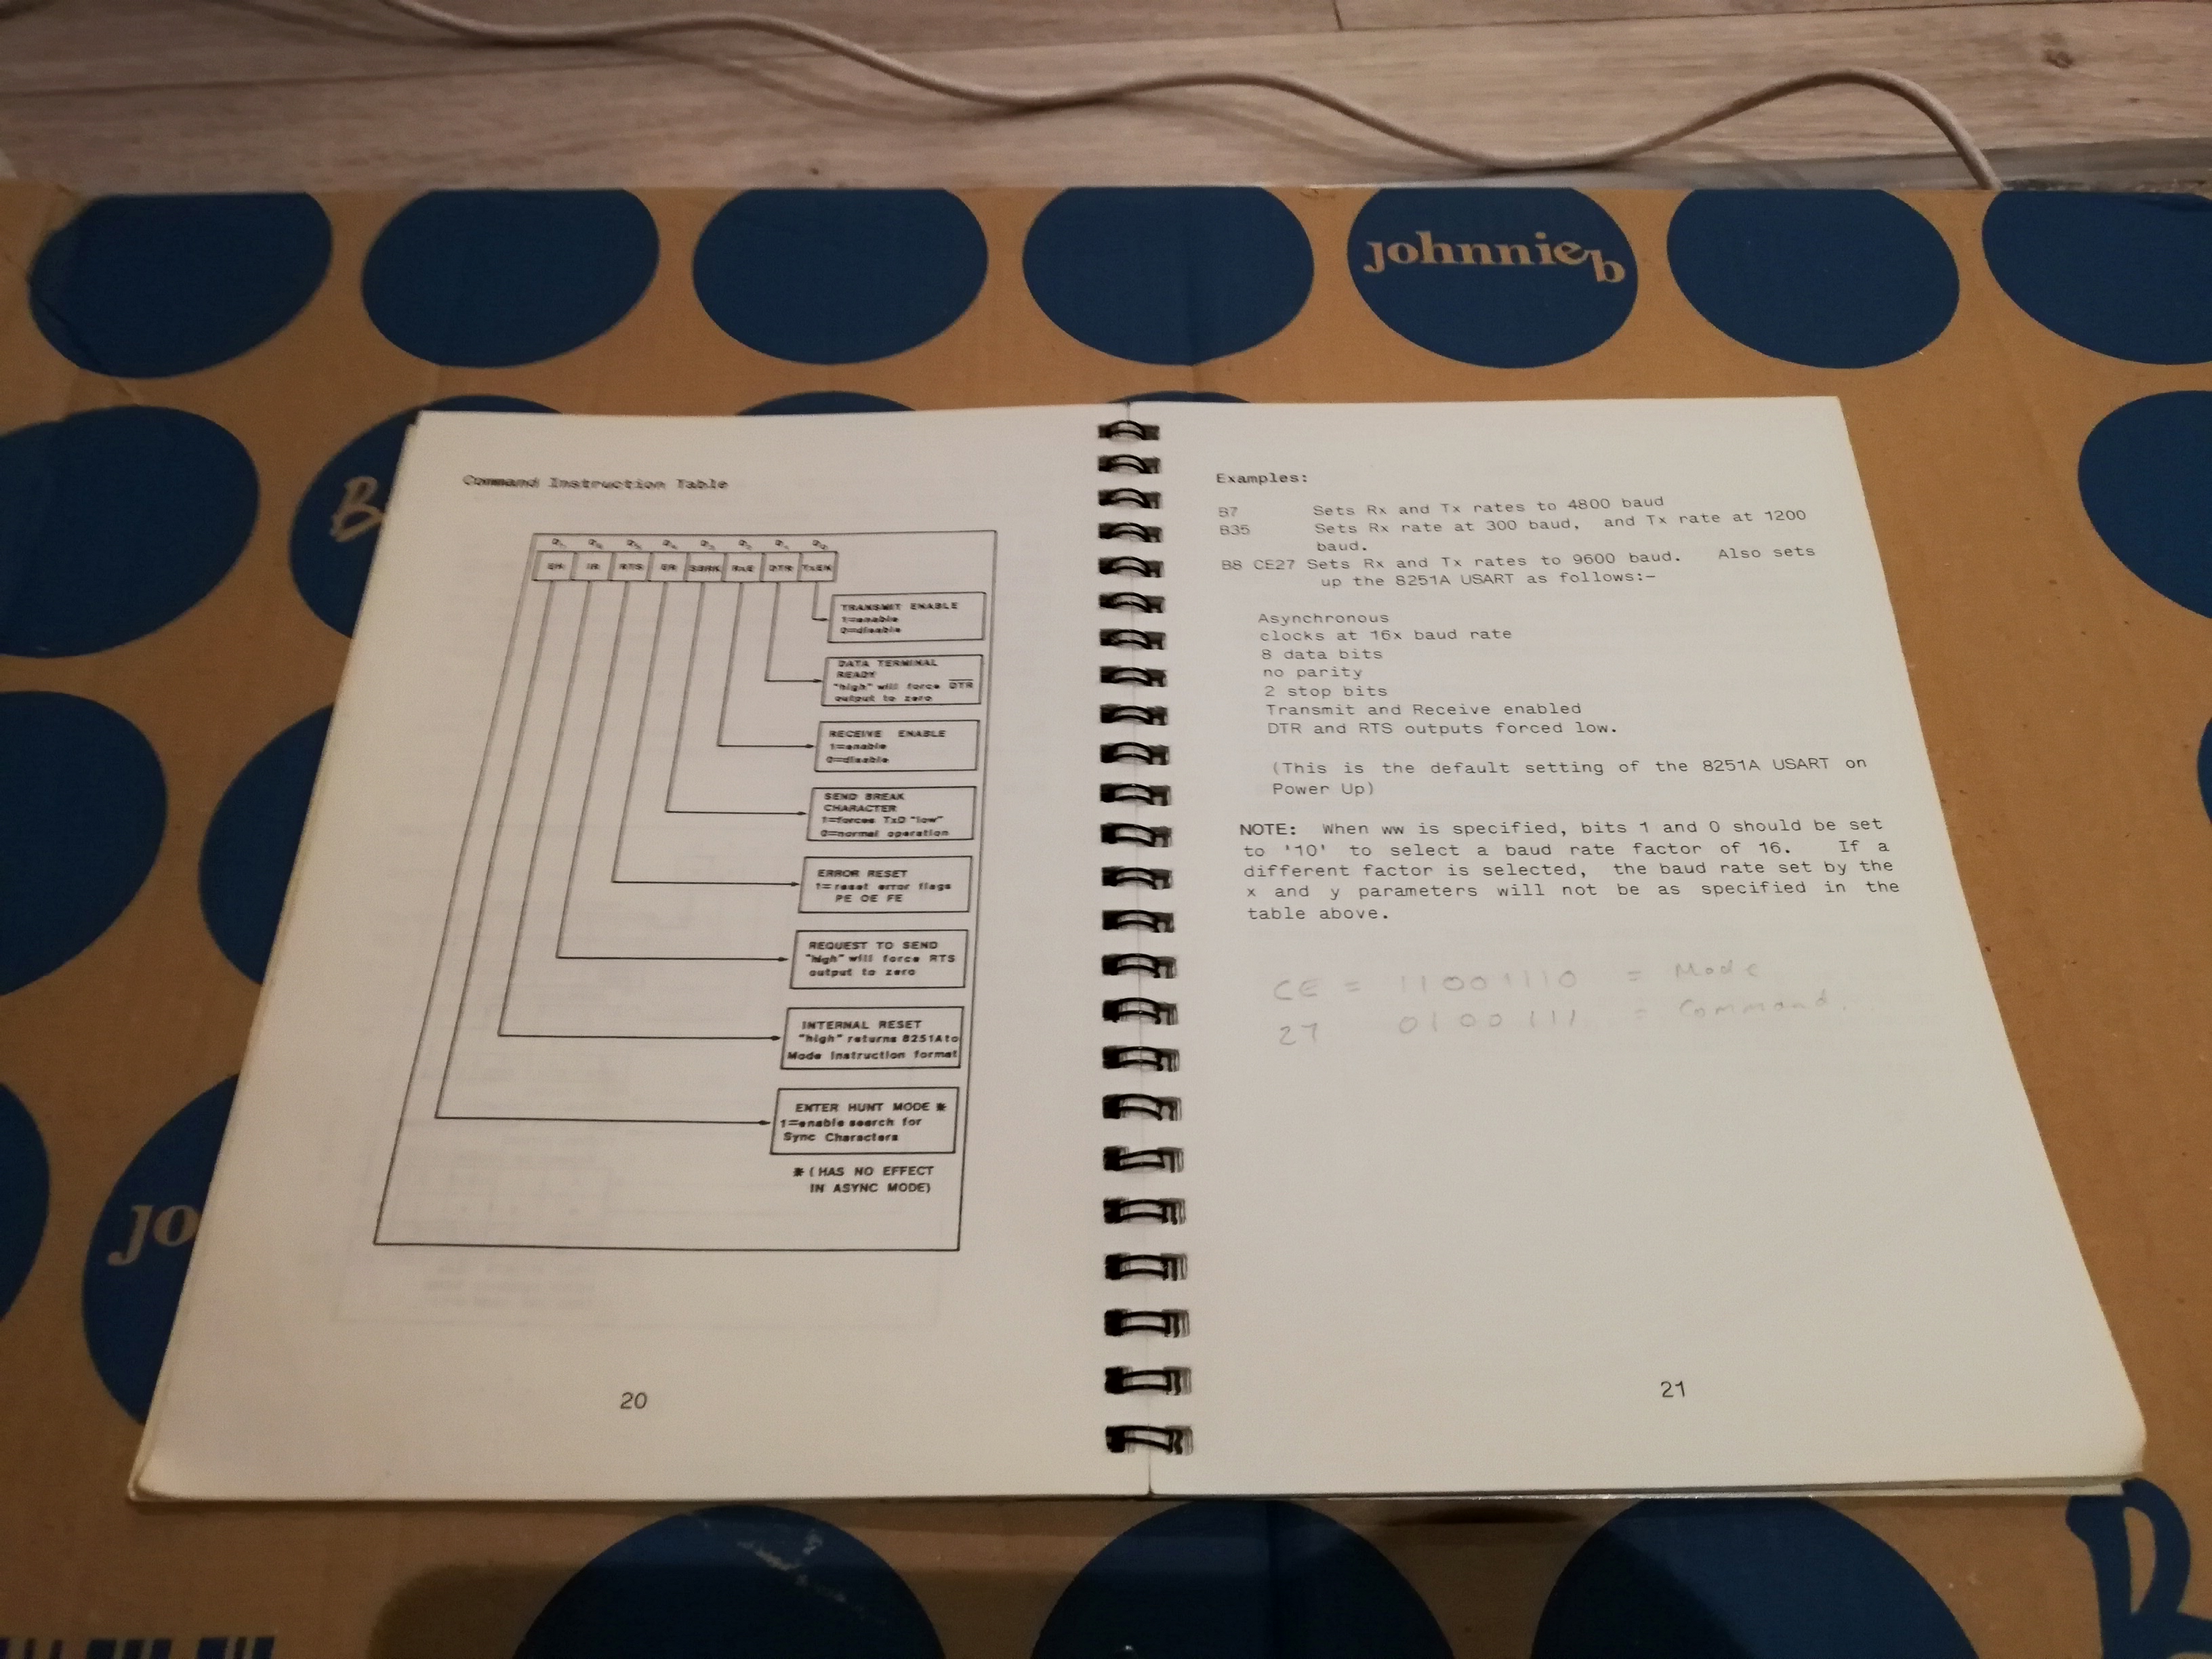 johnnieb
B
Jo
Command Instruction Table
D7 D6 D5 D4 D3 D2 D1 D0
EH IR RTS ER SBRK RxE DTR TxEN
TRANSMIT ENABLE
1=enable
0=disable
DATA TERMINAL
READY
"high" will force DTR
output to zero
RECEIVE ENABLE
1=enable
0=disable
SEND BREAK
CHARACTER
1=forces TxD "low"
0=normal operation
ERROR RESET
1=reset error flags
PE OE FE
REQUEST TO SEND
"high" will force RTS
output to zero
INTERNAL RESET
"high" returns 8251A to
Mode Instruction format
ENTER HUNT MODE *
1=enable search for
Sync Characters
* (HAS NO EFFECT
IN ASYNC MODE)
20
Examples:
B7 Sets Rx and Tx rates to 4800 baud
B35 Sets Rx rate at 300 baud, and Tx rate at 1200
baud.
B8 CE27 Sets Rx and Tx rates to 9600 baud. Also sets
up the 8251A USART as follows:-
Asynchronous
clocks at 16x baud rate
8 data bits
no parity
2 stop bits
Transmit and Receive enabled
DTR and RTS outputs forced low.
(This is the default setting of the 8251A USART on
Power Up)
NOTE: When ww is specified, bits 1 and 0 should be set
to '10' to select a baud rate factor of 16. If a
different factor is selected, the baud rate set by the
x and y parameters will not be as specified in the
table above.
CE = 11001110 = Mode
27 0100111 = Command.
21